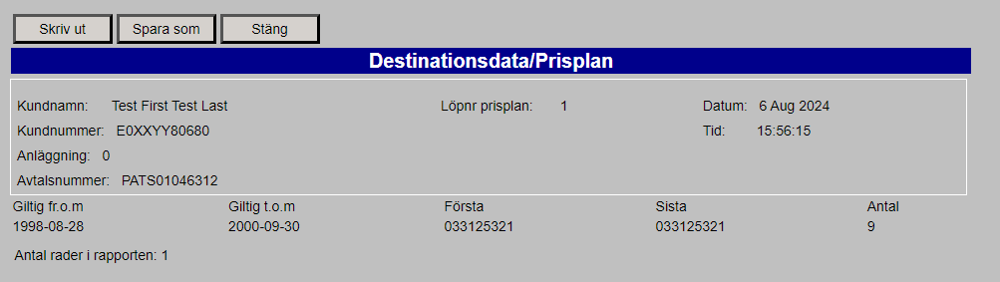 Skriv ut Spara som Stäng
Destinationsdata/Prisplan
Kundnamn: Test First Test Last Löpnr prisplan: 1 Datum: 6 Aug 2024
Kundnummer: E0XXYY80680 Tid: 15:56:15
Anläggning: 0
Avtalsnummer: PATS01046312
Giltig fr.o.m Giltig t.o.m Första Sista Antal
1998-08-28 2000-09-30 033125321 033125321 9
Antal rader i rapporten: 1